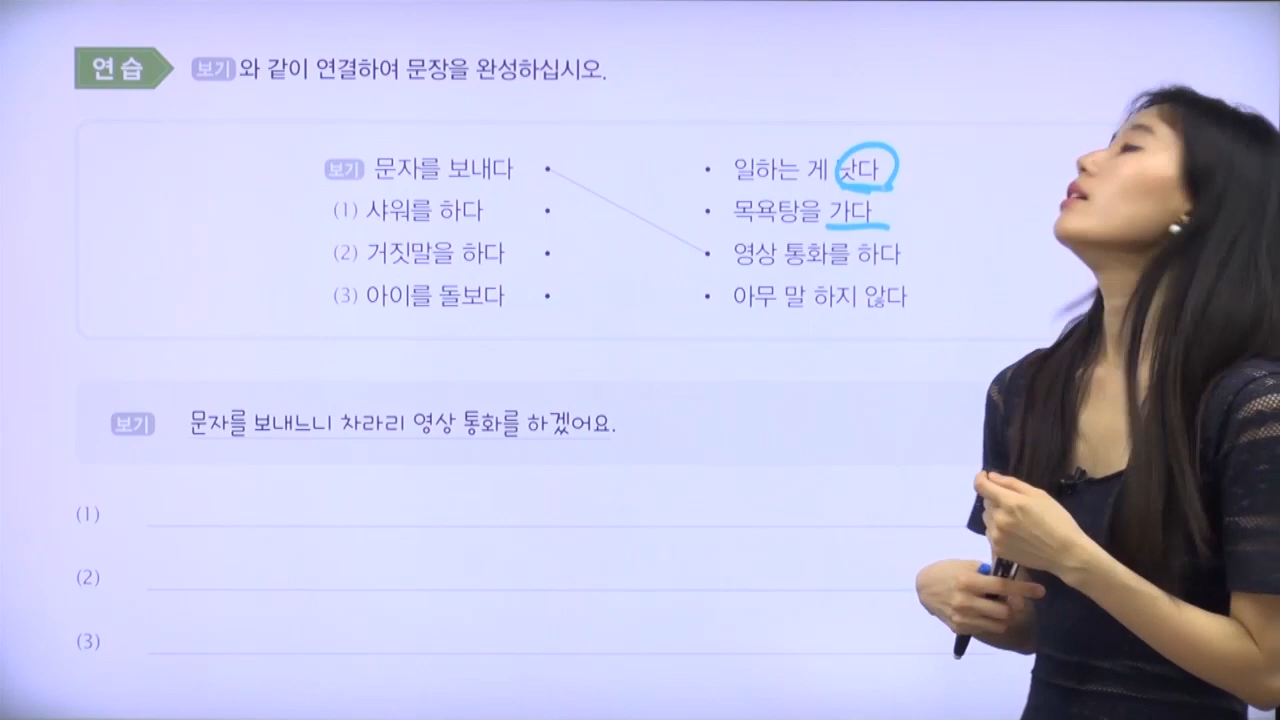 연습 보기 와 같이 연결하여 문장을 완성하십시오.
보기 문자를 보내다 • • 일하는 게 낫다
(1) 샤워를 하다 • • 목욕탕을 가다
(2) 거짓말을 하다 • • 영상 통화를 하다
(3) 아이를 돌보다 • • 아무 말 하지 않다
보기 문자를 보내느니 차라리 영상 통화를 하겠어요.
(1)
(2)
(3)